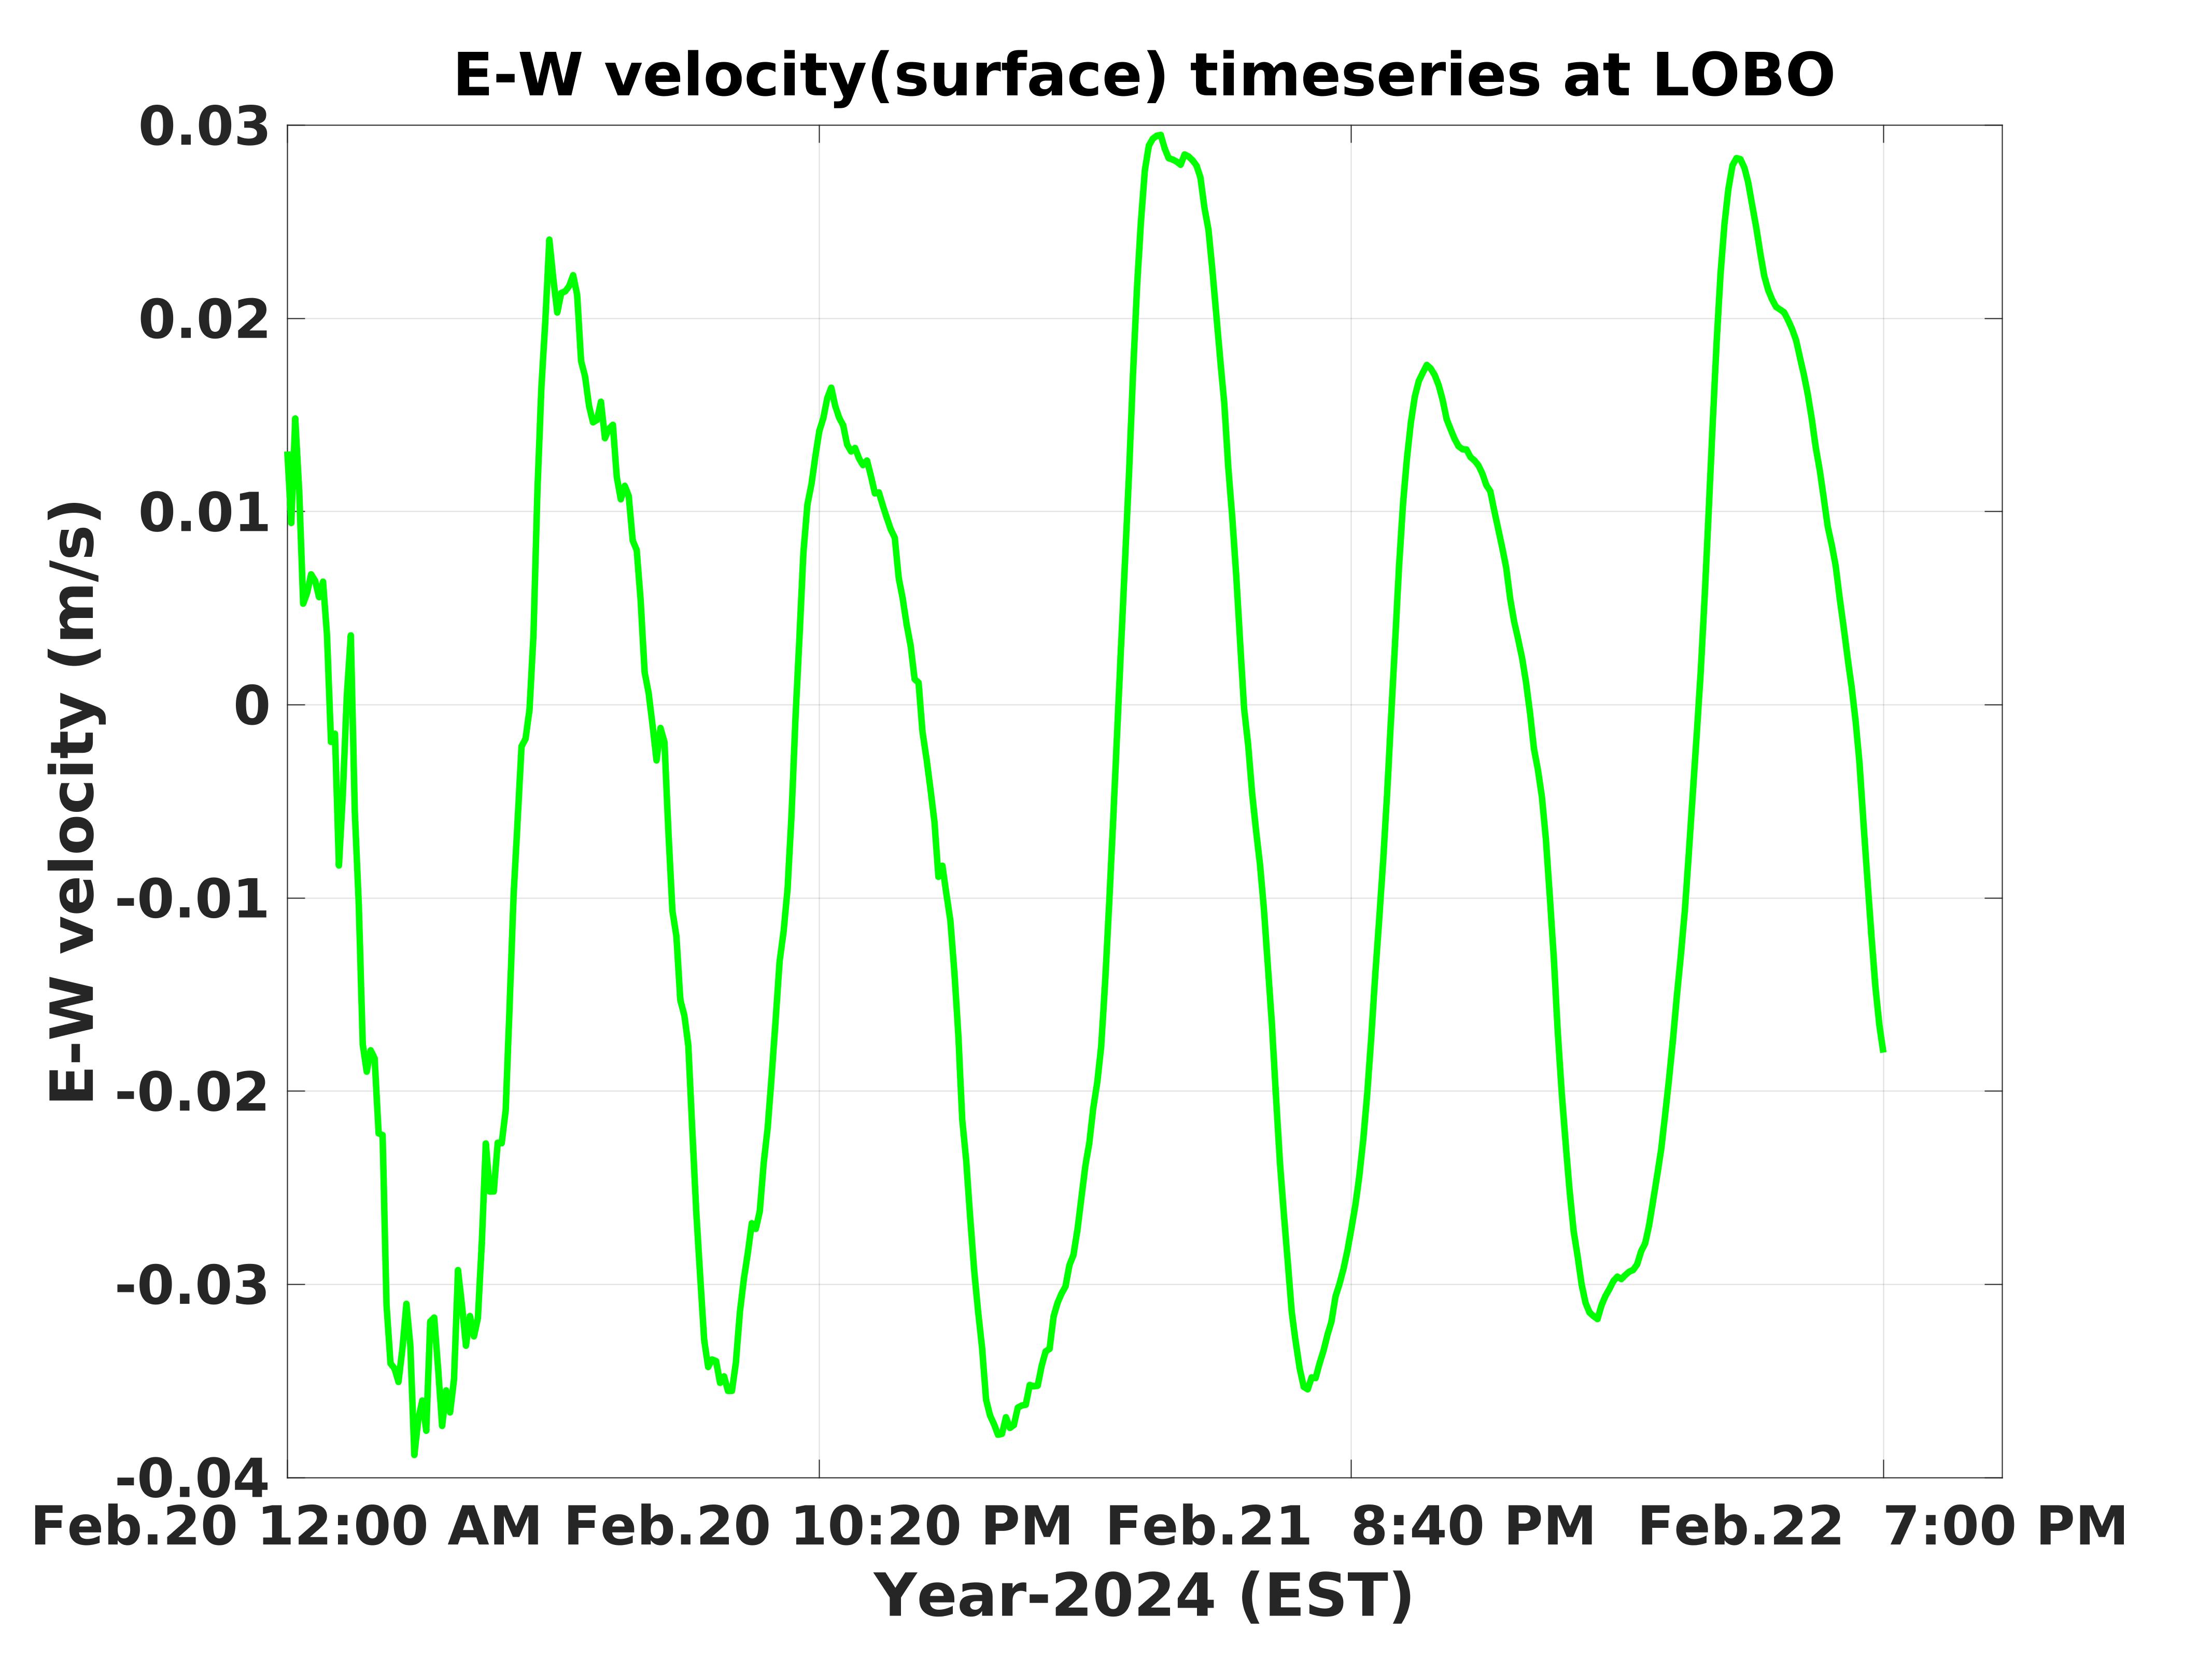 E-W velocity(surface) timeseries at LOBO
E-W velocity (m/s)
0.03
0.02
0.01
0
-0.01
-0.02
-0.03
-0.04
Feb.20 12:00 AM Feb.20 10:20 PM Feb.21 8:40 PM Feb.22 7:00 PM
Year-2024 (EST)